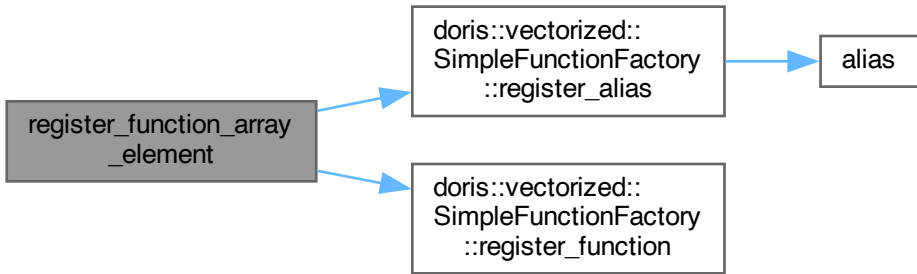 register_function_array
_element
doris::vectorized::
SimpleFunctionFactory
::register_alias
alias
doris::vectorized::
SimpleFunctionFactory
::register_function